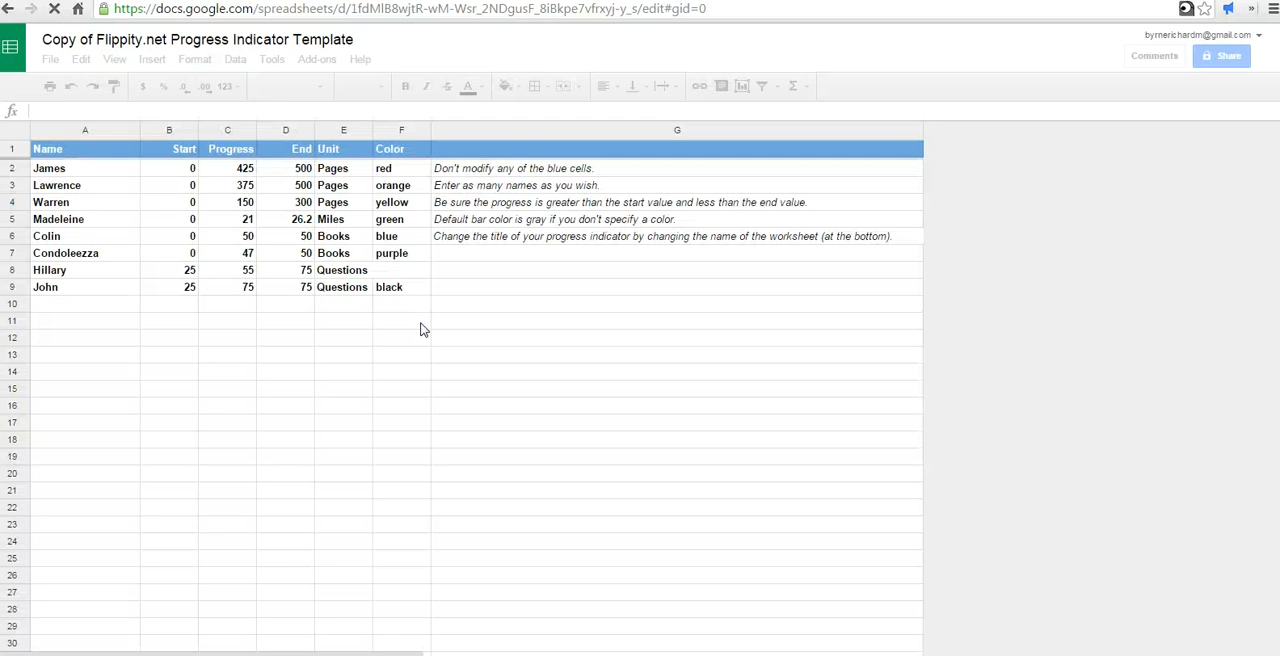 https://docs.google.com/spreadsheets/d/1fdMlB8wjtR-wM-Wsr_2NDgusF_8iBkpe7vfrxyj-y_s/edit#gid=0
Copy of Flippity.net Progress Indicator Template
byrnerichardm@gmail.com
File Edit View Insert Format Data Tools Add-ons Help
Comments Share
$ % .0 .00 123 B I S A Σ
fx
A B C D E F G
1 Name Start Progress End Unit Color
2 James 0 425 500 Pages red Don't modify any of the blue cells.
3 Lawrence 0 375 500 Pages orange Enter as many names as you wish.
4 Warren 0 150 300 Pages yellow Be sure the progress is greater than the start value and less than the end value.
5 Madeleine 0 21 26.2 Miles green Default bar color is gray if you don't specify a color.
6 Colin 0 50 50 Books blue Change the title of your progress indicator by changing the name of the worksheet (at the bottom).
7 Condoleezza 0 47 50 Books purple
8 Hillary 25 55 75 Questions
9 John 25 75 75 Questions black
10
11
12
13
14
15
16
17
18
19
20
21
22
23
24
25
26
27
28
29
30